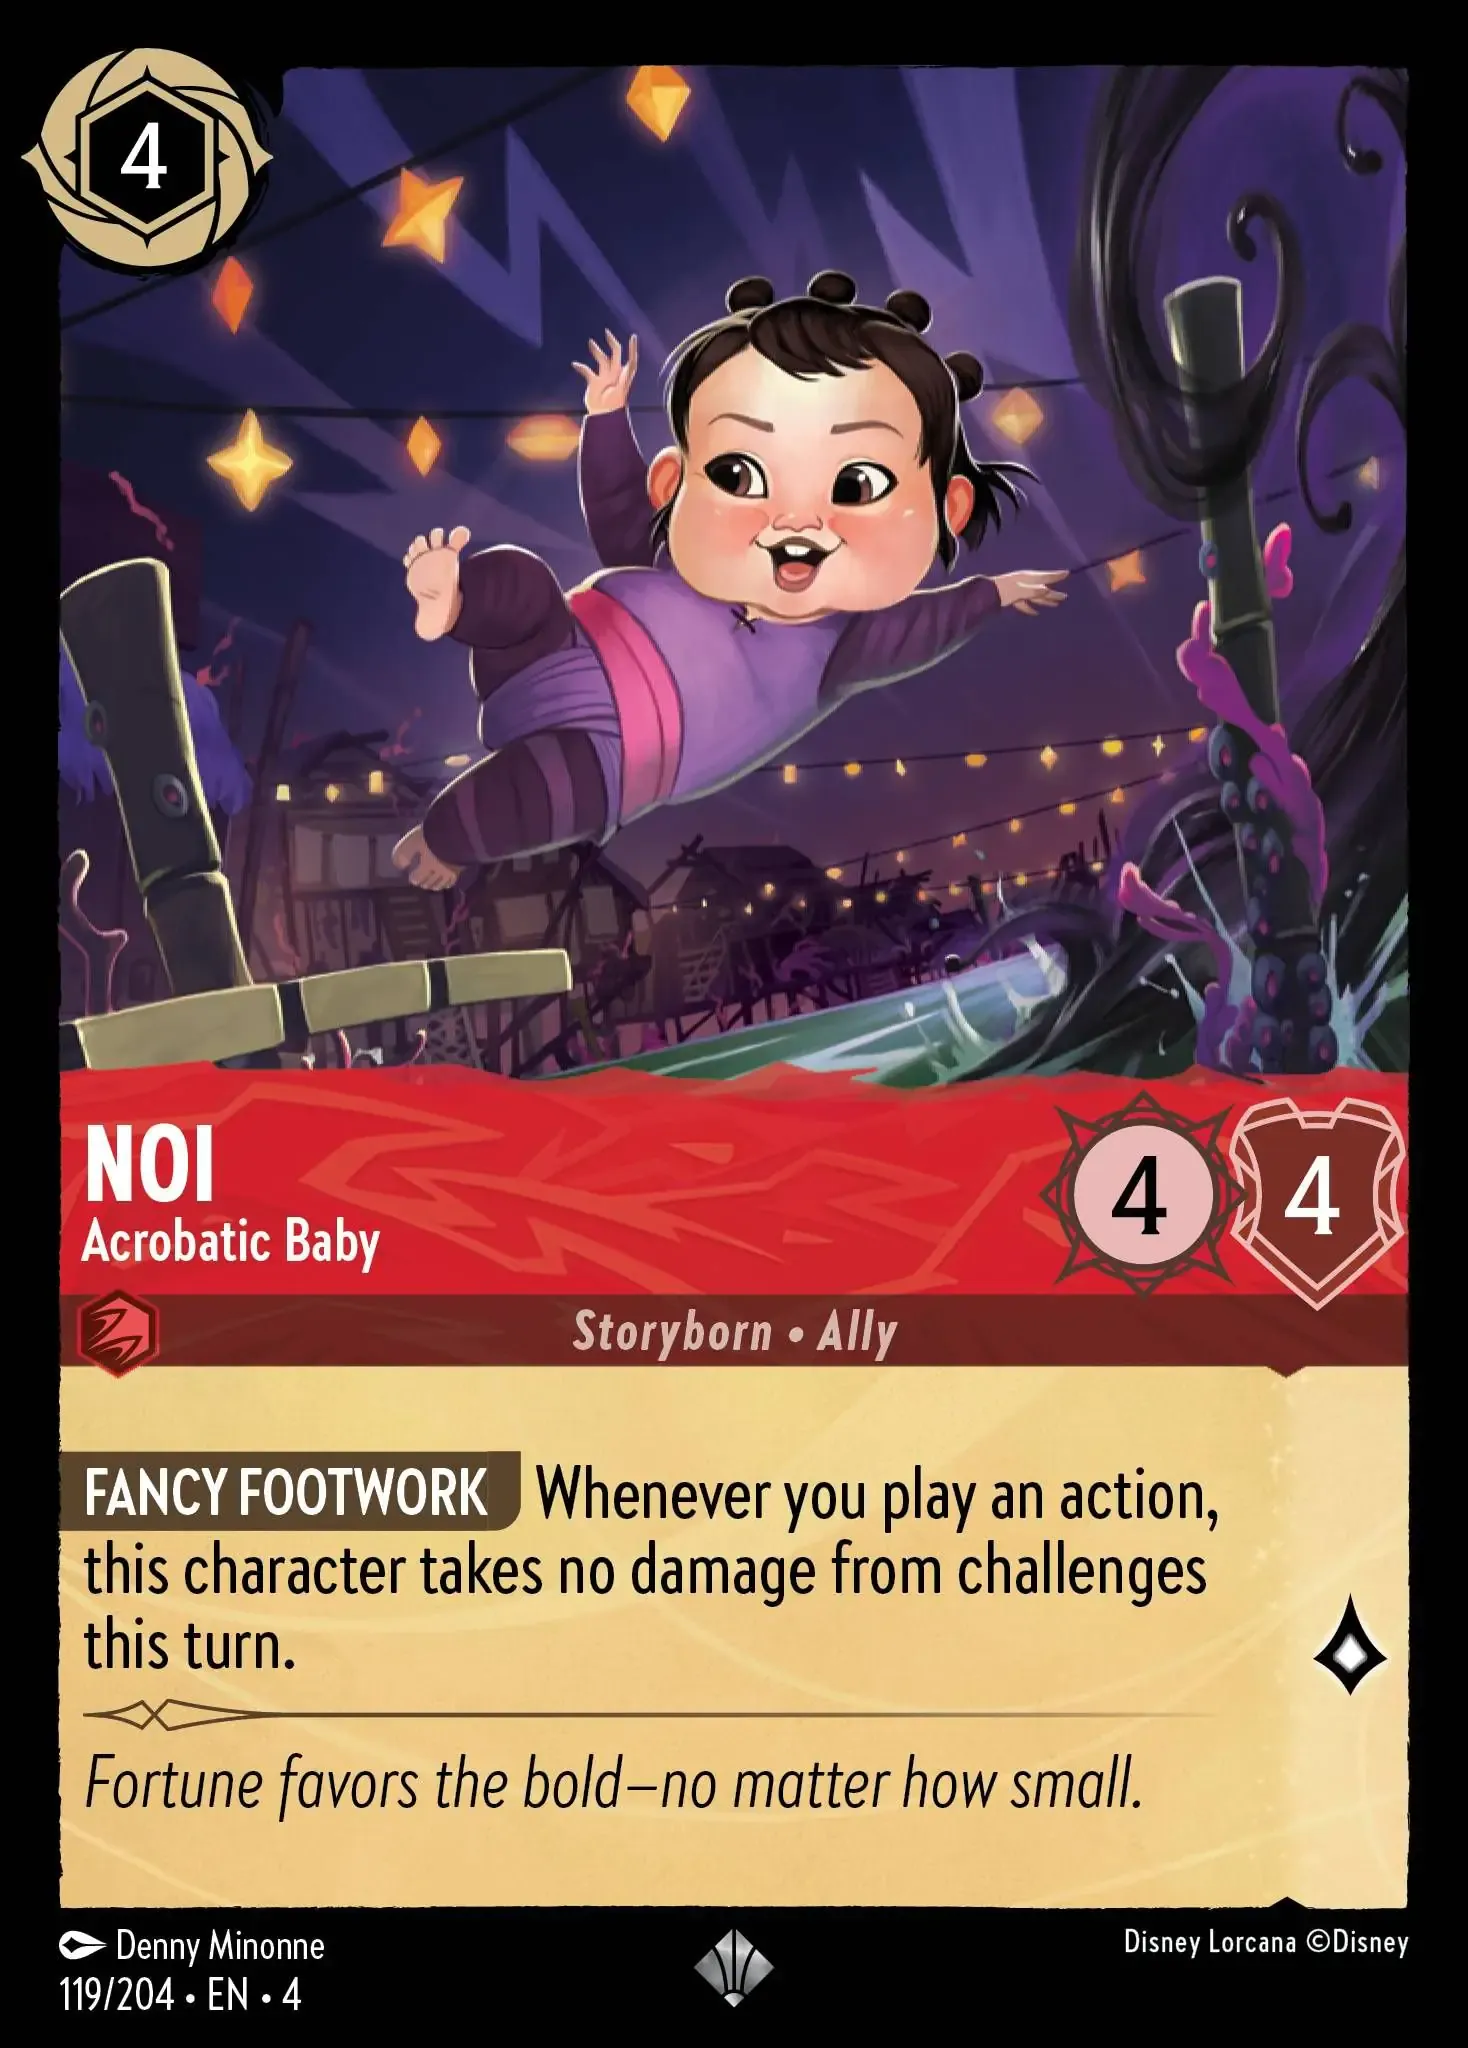 4
NOI
Acrobatic Baby
4
4
Storyborn • Ally
FANCY FOOTWORK Whenever you play an action,
this character takes no damage from challenges
this turn.
Fortune favors the bold—no matter how small.
Denny Minonne
119/204 • EN • 4
Disney Lorcana ©Disney